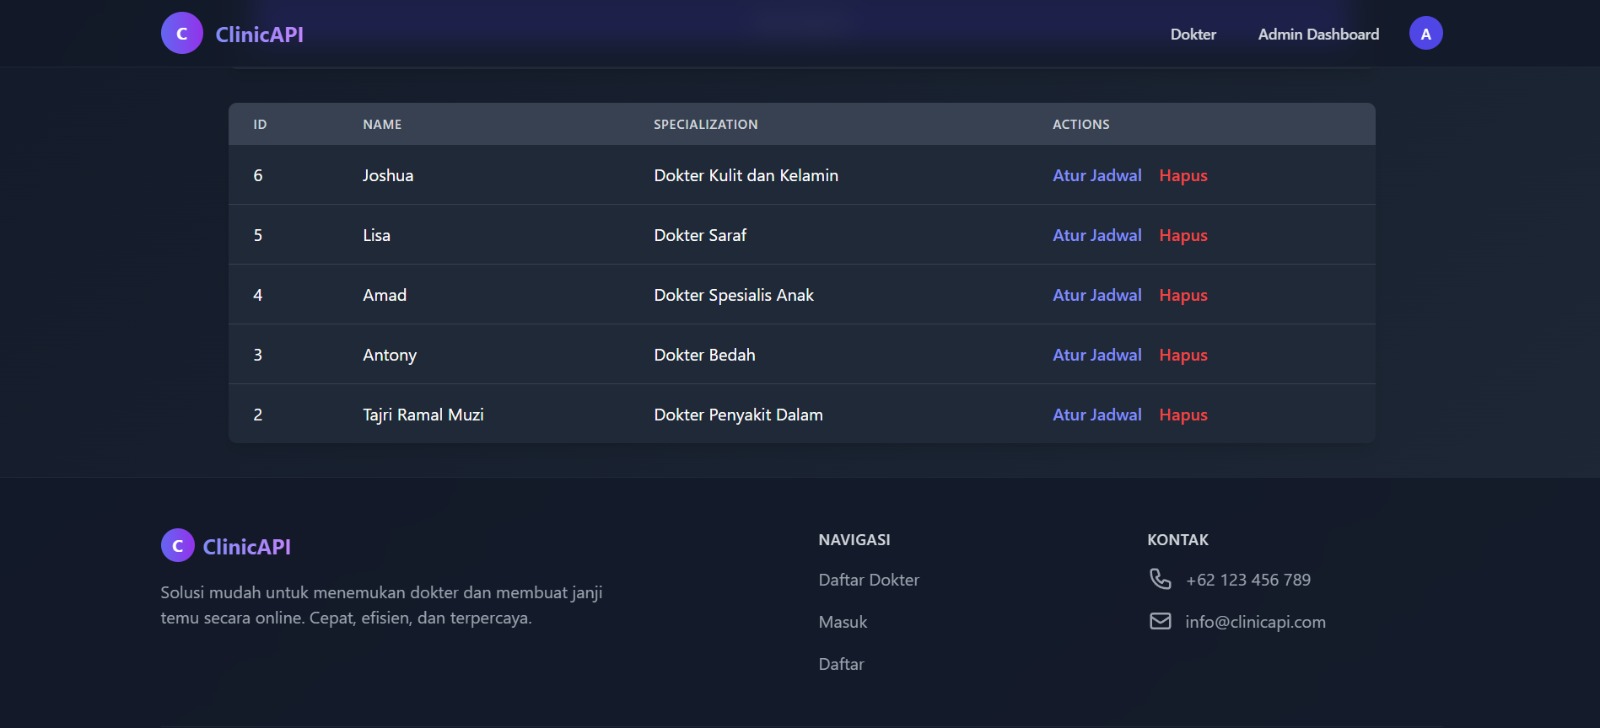 C ClinicAPI
Dokter Admin Dashboard A
ID NAME SPECIALIZATION ACTIONS
6 Joshua Dokter Kulit dan Kelamin Atur Jadwal Hapus
5 Lisa Dokter Saraf Atur Jadwal Hapus
4 Amad Dokter Spesialis Anak Atur Jadwal Hapus
3 Antony Dokter Bedah Atur Jadwal Hapus
2 Tajri Ramal Muzi Dokter Penyakit Dalam Atur Jadwal Hapus
C ClinicAPI
Solusi mudah untuk menemukan dokter dan membuat janji
temu secara online. Cepat, efisien, dan terpercaya.
NAVIGASI
Daftar Dokter
Masuk
Daftar
KONTAK
+62 123 456 789
info@clinicapi.com